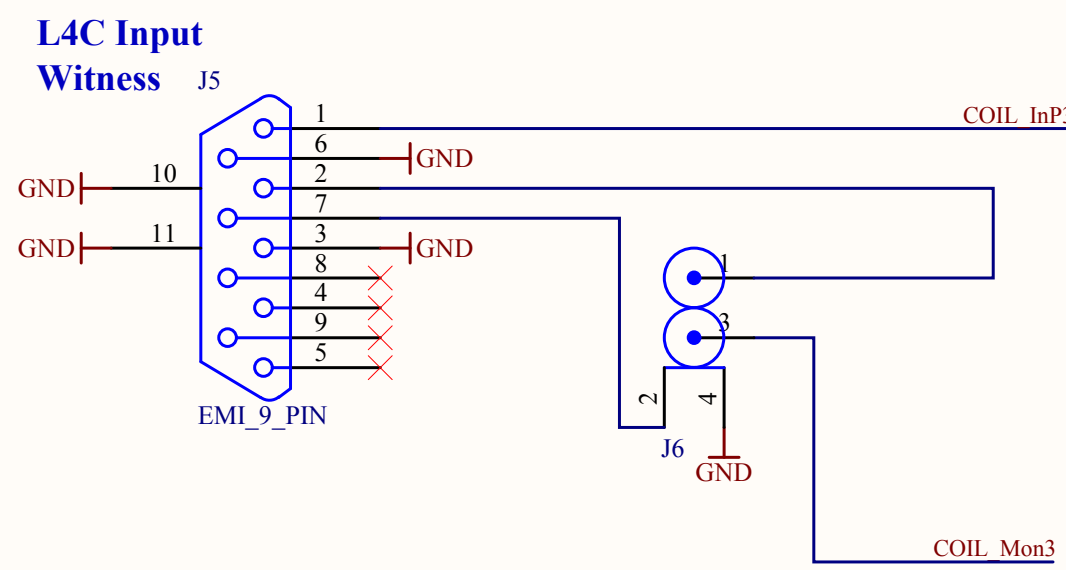 L4C Input
Witness
J5
1
COIL_InP3
6
GND
10
GND
2
7
11
GND
3
GND
8
1
4
9
3
5
EMI_9_PIN
2
4
J6
GND
COIL_Mon3